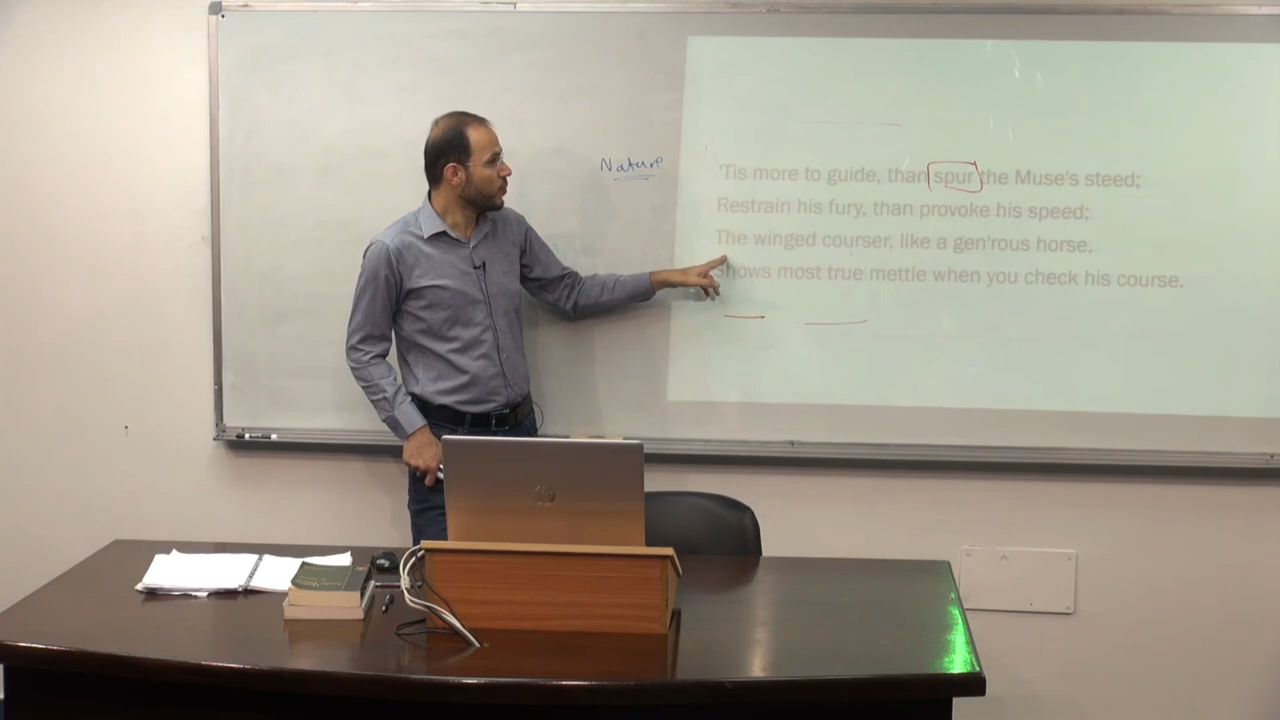 Nature
'Tis more to guide, than spur the Muse's steed;
Restrain his fury, than provoke his speed;
The winged courser, like a gen'rous horse,
Shows most true mettle when you check his course.
hp